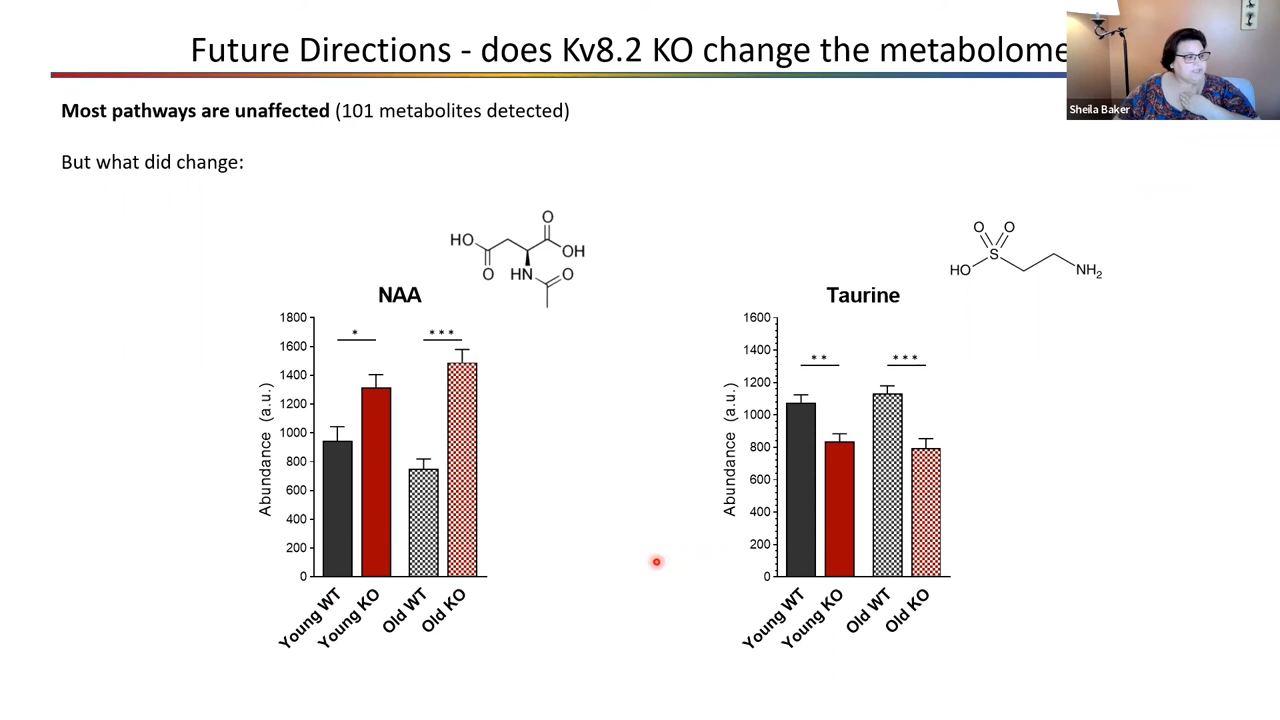 Future Directions - does Kv8.2 KO change the metabolome
Sheila Baker
Most pathways are unaffected (101 metabolites detected)
But what did change:
NAA
HO
O
O
OH
HN
O
1800
1600
1400
1200
1000
800
600
400
200
0
Abundance (a.u.)
*
***
Young WT
Young KO
Old WT
Old KO
Taurine
O
O
S
HO
NH2
1600
1400
1200
1000
800
600
400
200
0
Abundance (a.u.)
**
***
Young WT
Young KO
Old WT
Old KO